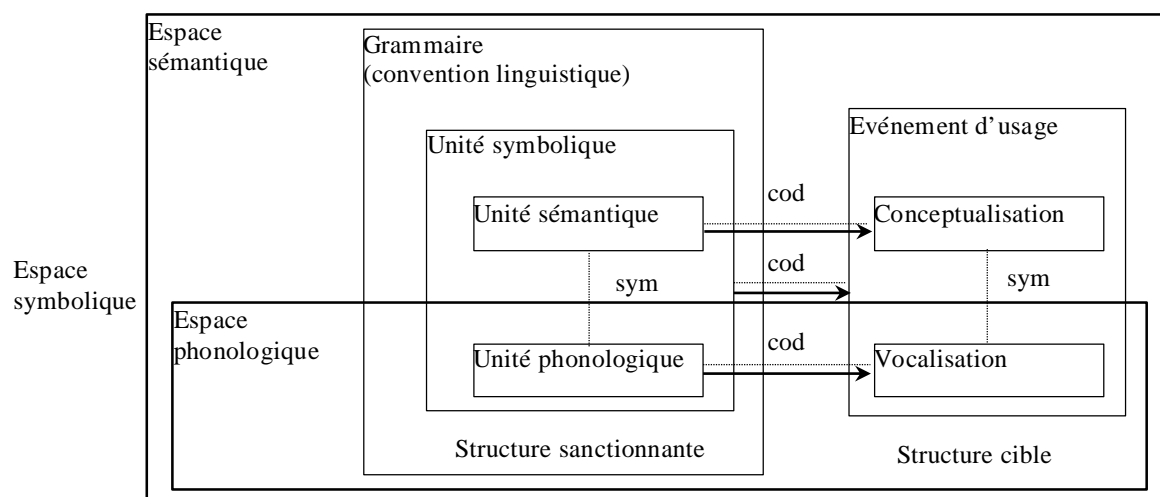 Espace
sémantique
Grammaire
(convention linguistique)
Evénement d’usage
Unité symbolique
cod
Unité sémantique
Conceptualisation
cod
Espace
symbolique
sym
sym
Espace
phonologique
cod
Unité phonologique
Vocalisation
Structure sanctionnante
Structure cible